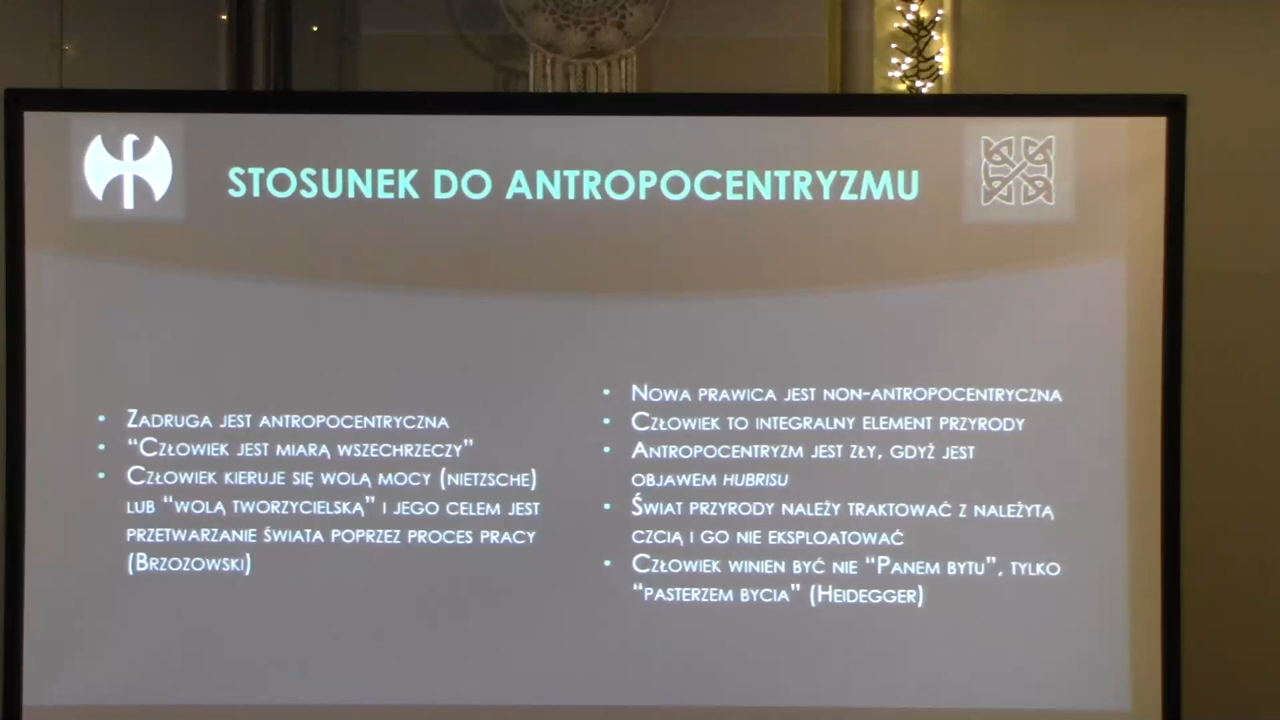 STOSUNEK DO ANTROPOCENTRYZMU
• Zadruga jest antropocentryczna
• “Człowiek jest miarą wszechrzeczy”
• Człowiek kieruje się wolą mocy (nietzsche)
lub “wolą tworzycielską” i jego celem jest
przetwarzanie świata poprzez proces pracy
(Brzozowski)
• Nowa prawica jest non-antropocentryczna
• Człowiek to integralny element przyrody
• Antropocentryzm jest zły, gdyż jest
objawem hubrisu
• Świat przyrody należy traktować z należytą
czcią i go nie eksploatować
• Człowiek winien być nie “Panem bytu”, tylko
“pasterzem bycia” (Heidegger)